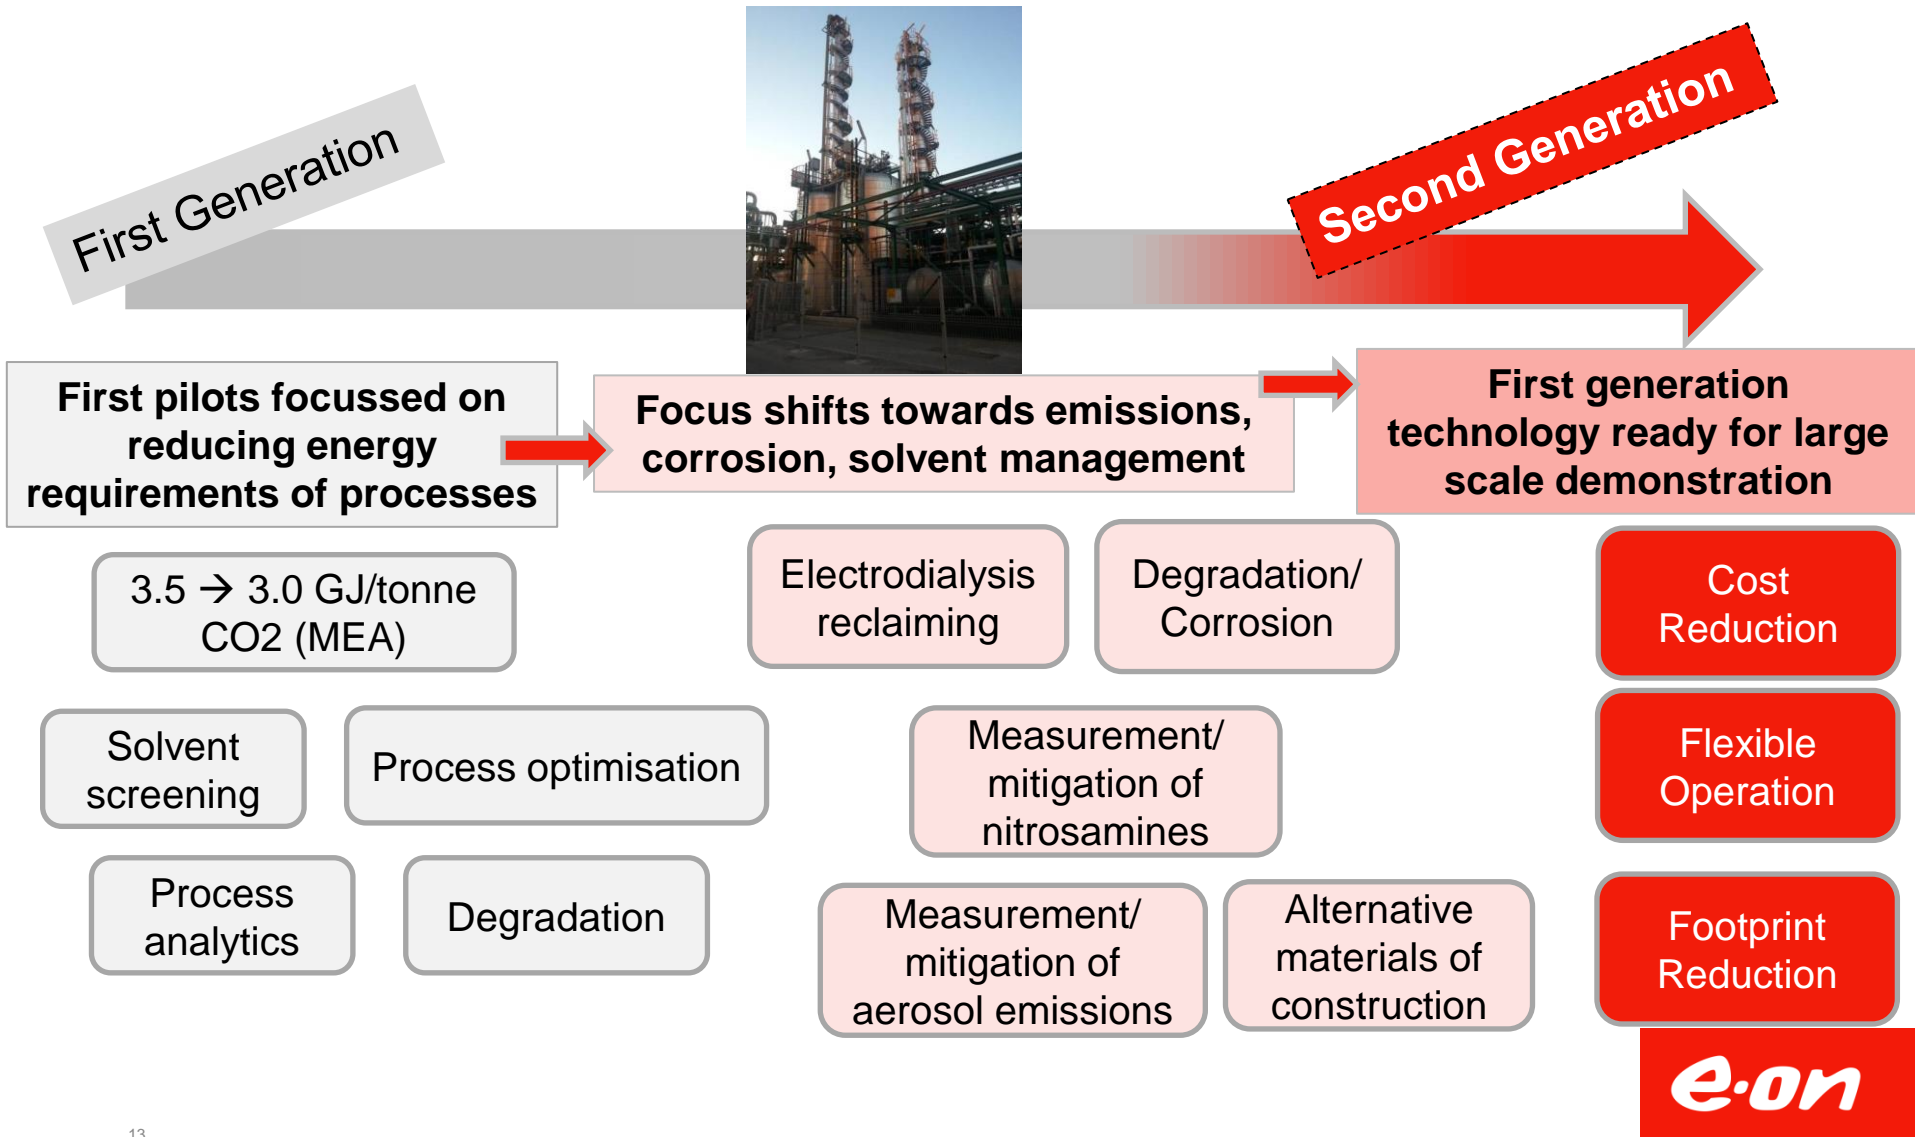 First Generation
Second Generation
First pilots focussed on
reducing energy
requirements of processes
Focus shifts towards emissions,
corrosion, solvent management
First generation
technology ready for large
scale demonstration
3.5 → 3.0 GJ/tonne
CO2 (MEA)
Solvent
screening
Process optimisation
Process
analytics
Degradation
Electrodialysis
reclaiming
Degradation/
Corrosion
Measurement/
mitigation of
nitrosamines
Measurement/
mitigation of
aerosol emissions
Alternative
materials of
construction
Cost
Reduction
Flexible
Operation
Footprint
Reduction
e·on
13